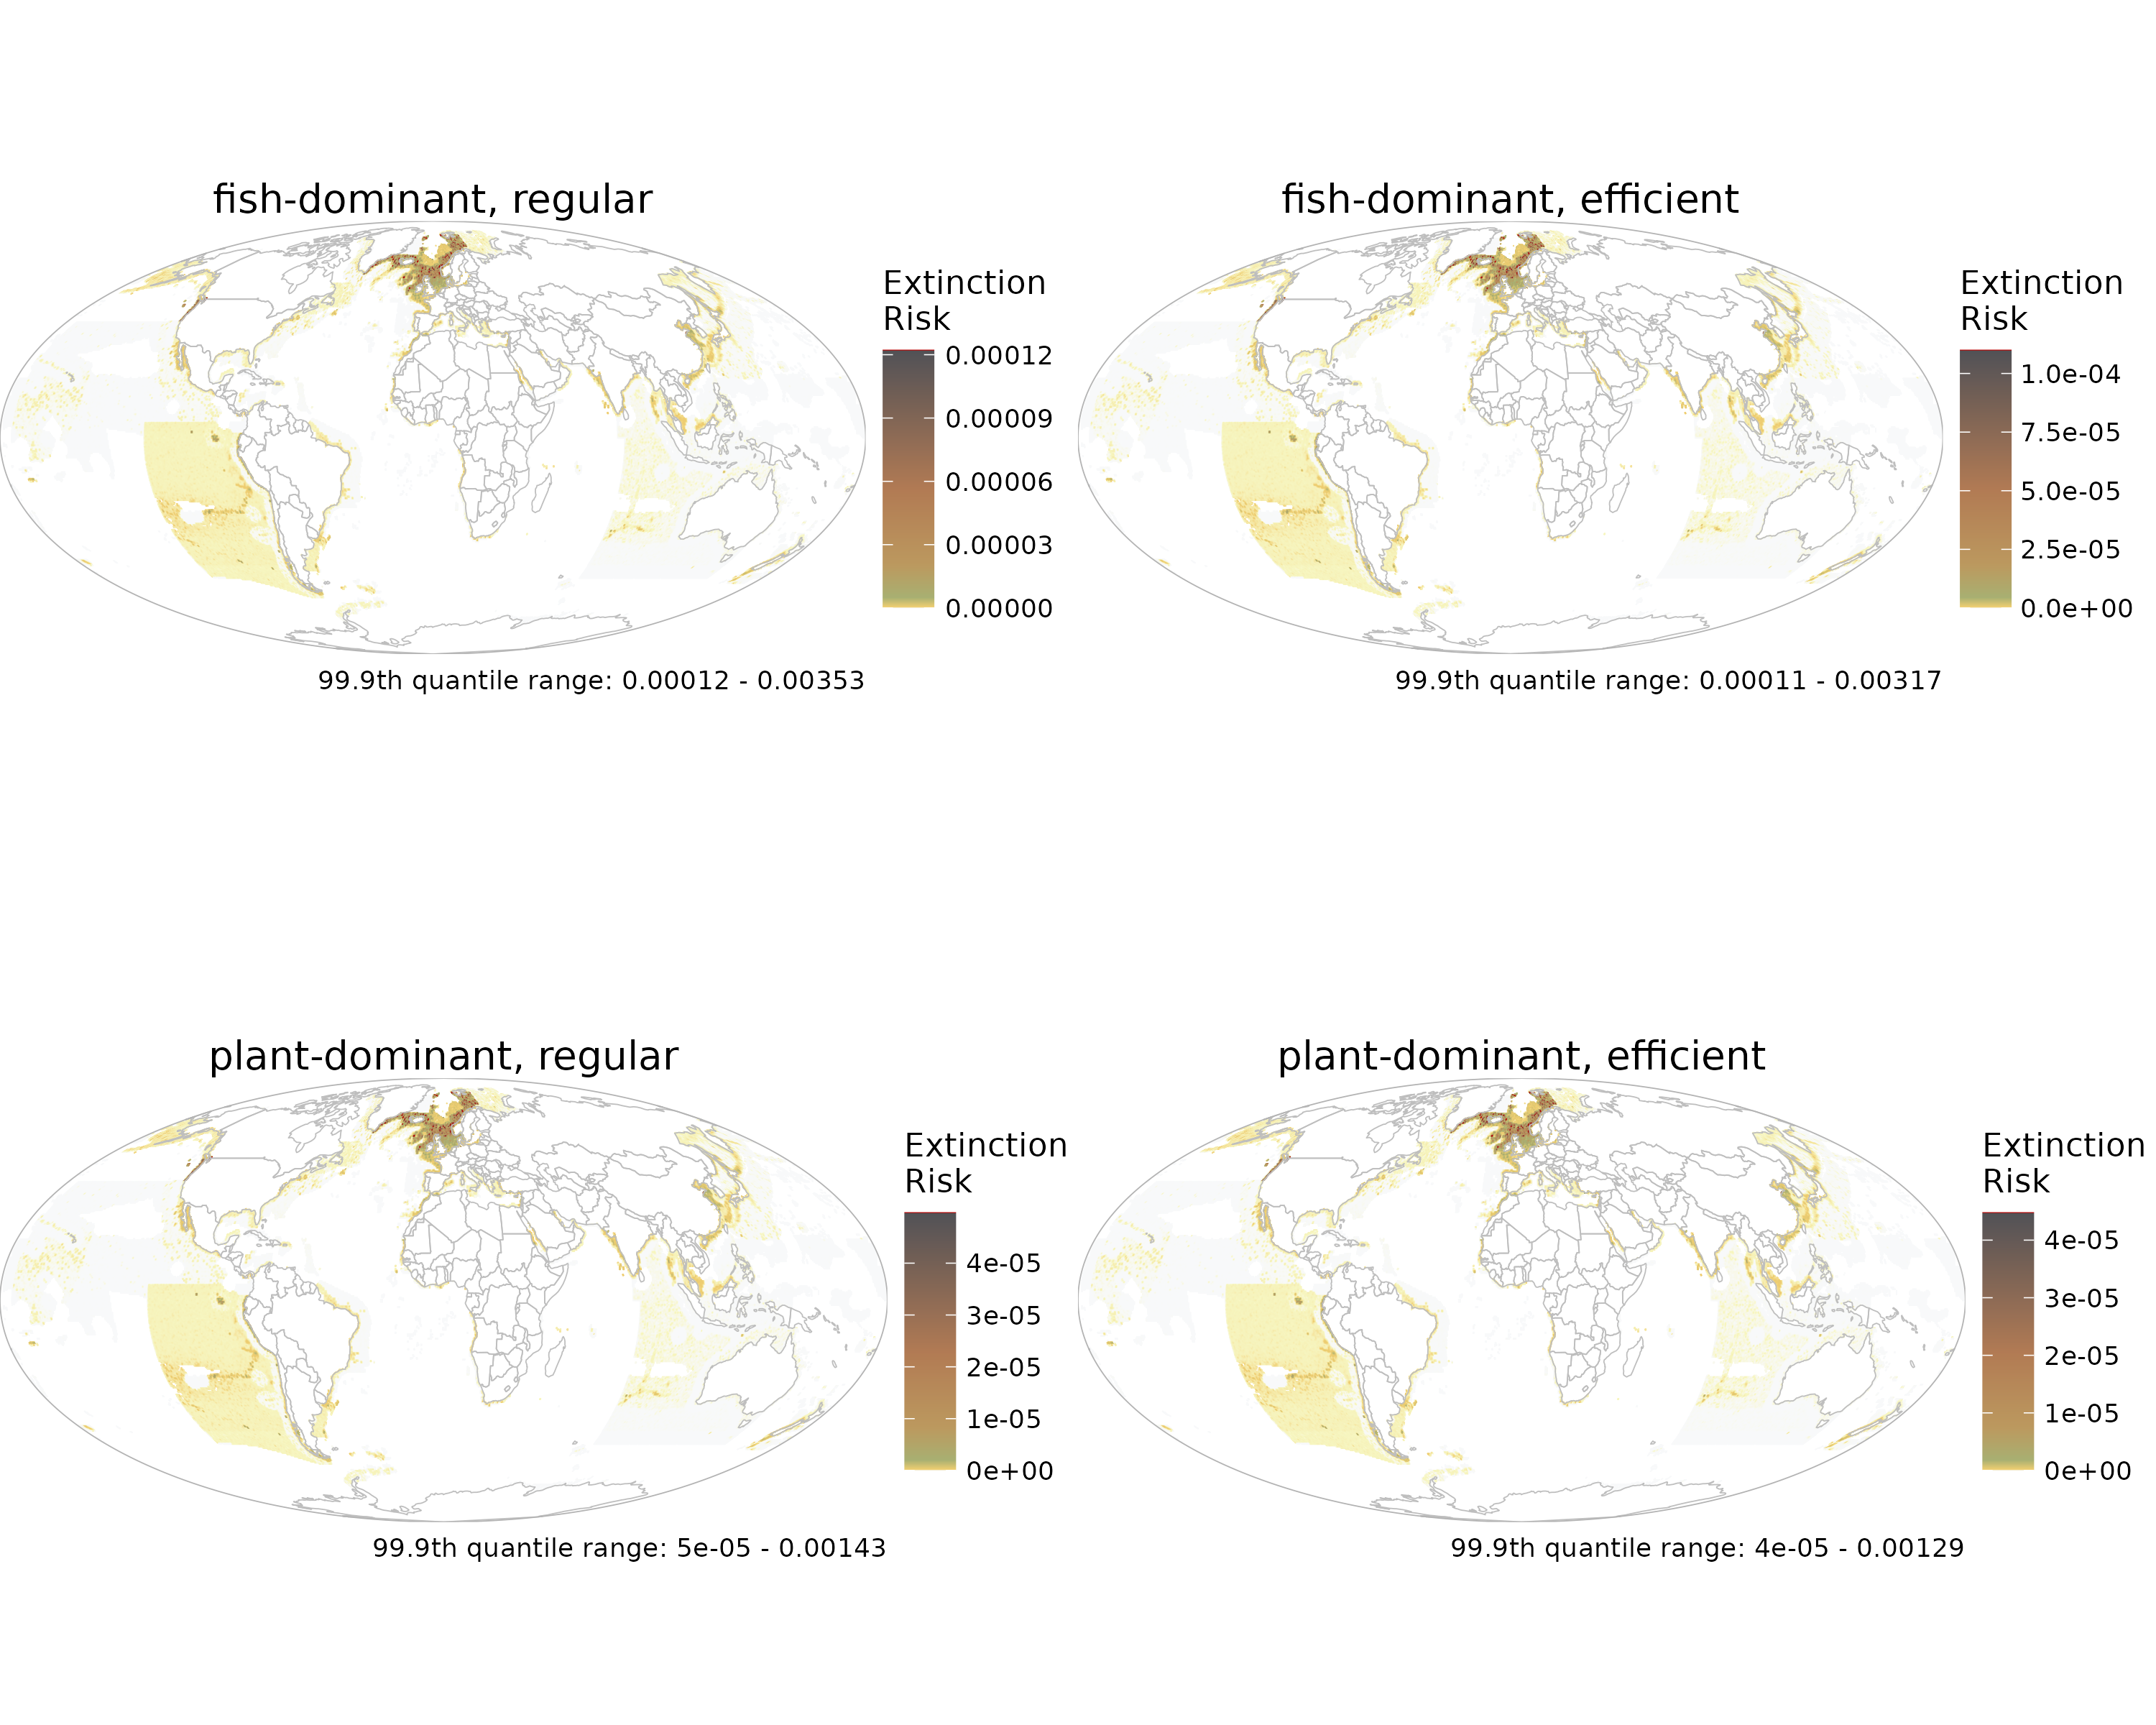 fish-dominant, regular
Extinction
Risk
0.00012
0.00009
0.00006
0.00003
0.00000
99.9th quantile range: 0.00012 - 0.00353
fish-dominant, efficient
Extinction
Risk
1.0e-04
7.5e-05
5.0e-05
2.5e-05
0.0e+00
99.9th quantile range: 0.00011 - 0.00317
plant-dominant, regular
Extinction
Risk
4e-05
3e-05
2e-05
1e-05
0e+00
99.9th quantile range: 5e-05 - 0.00143
plant-dominant, efficient
Extinction
Risk
4e-05
3e-05
2e-05
1e-05
0e+00
99.9th quantile range: 4e-05 - 0.00129